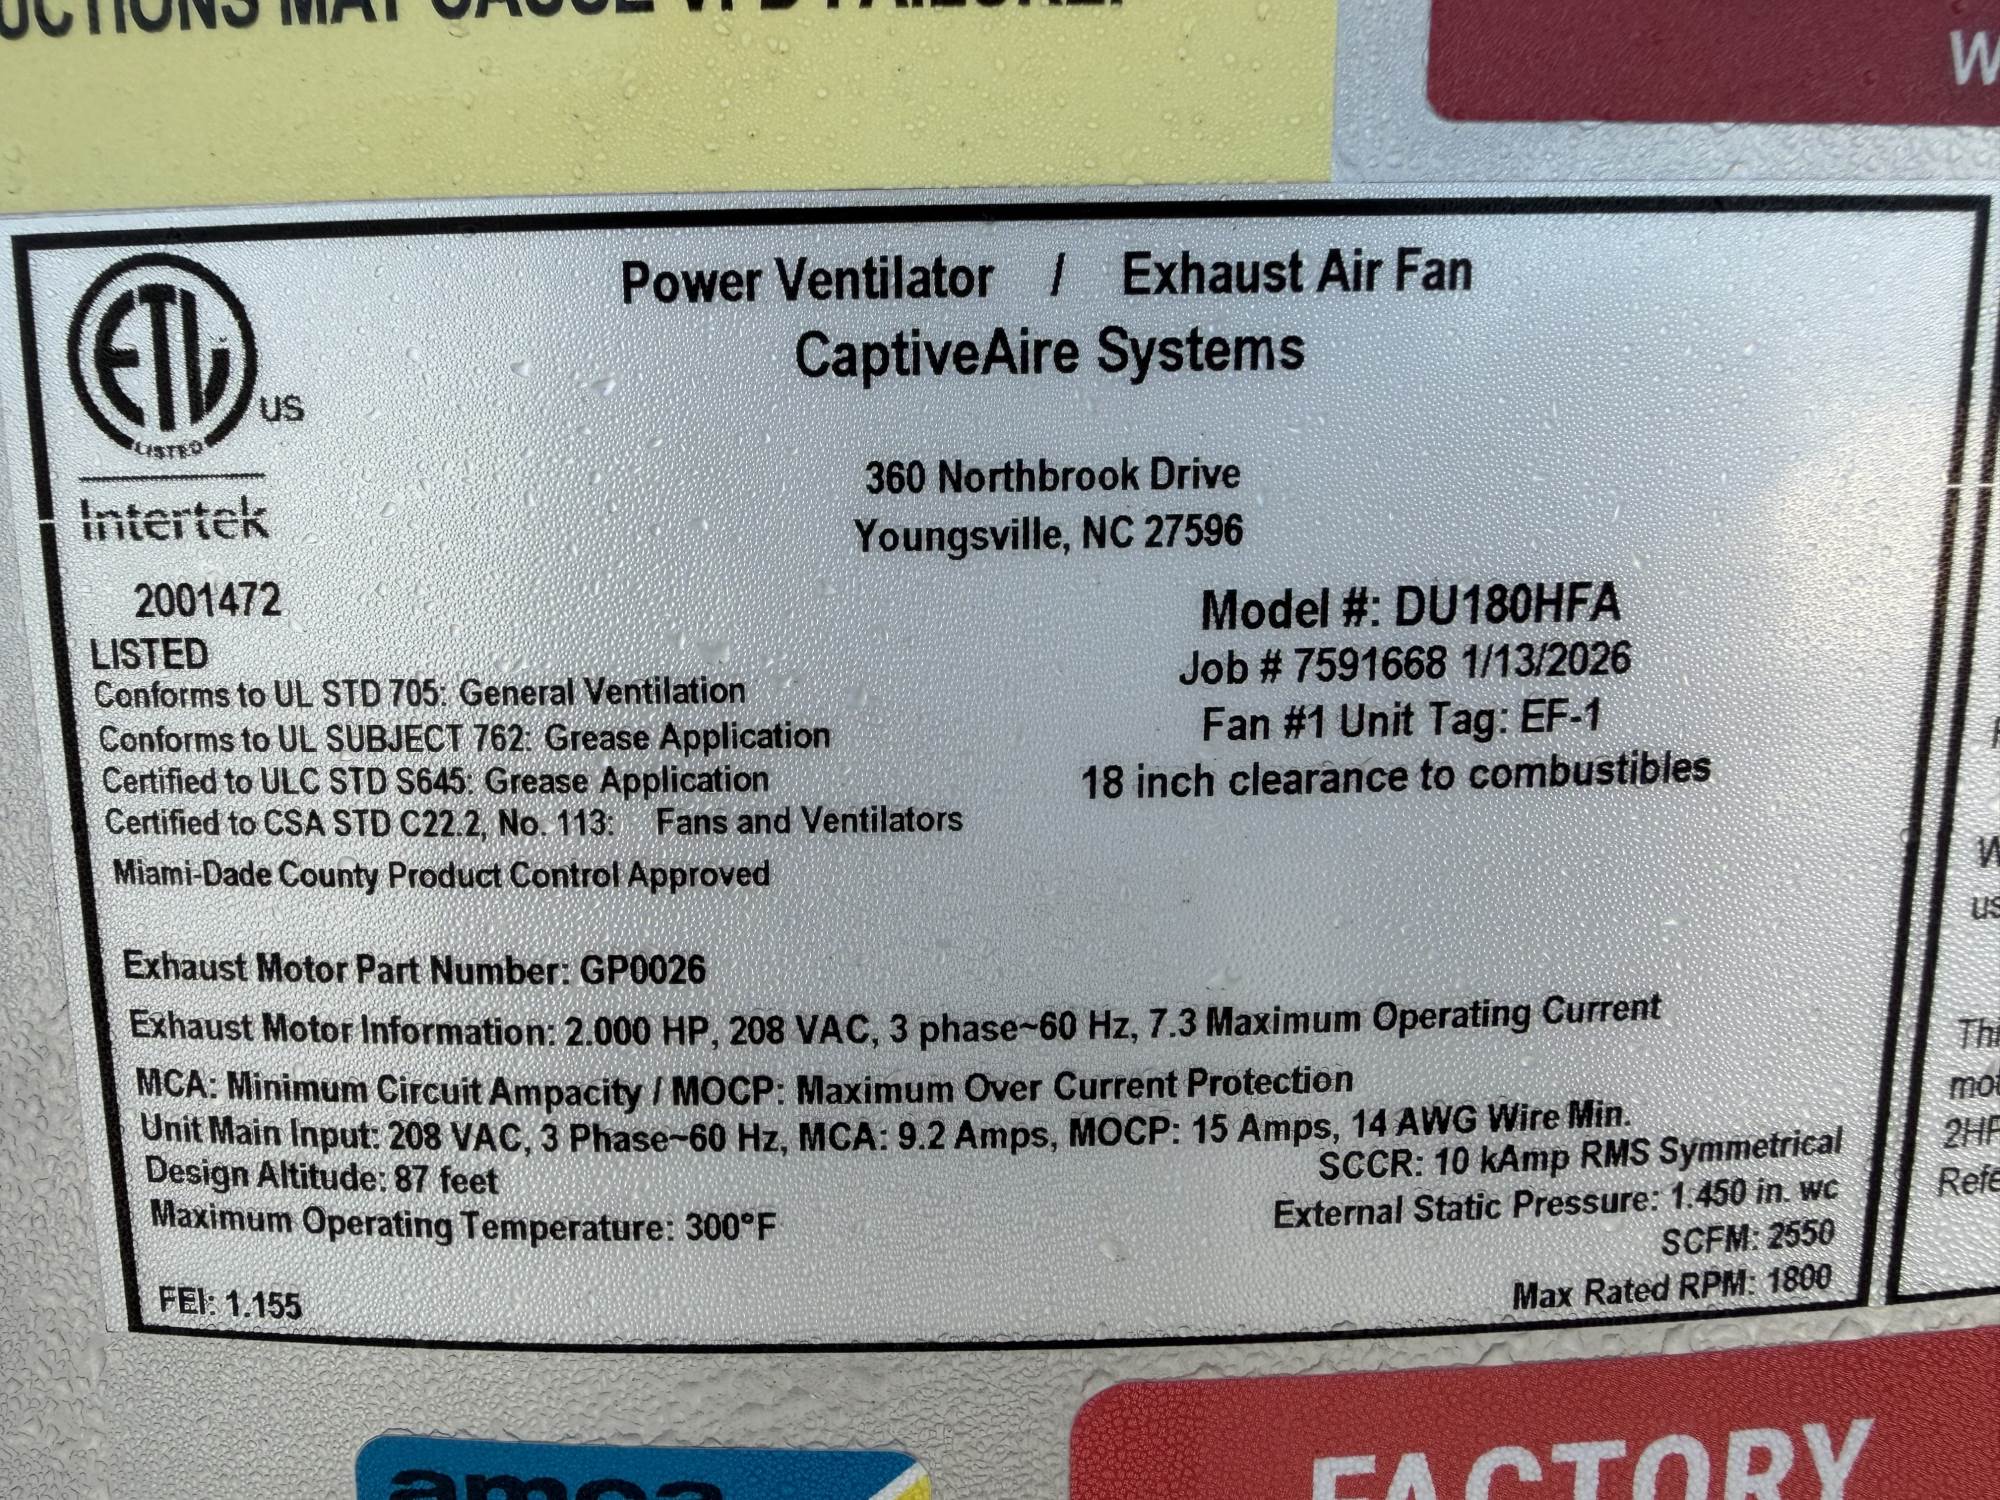 MAY CAUSE VFD FAILURE.
Power Ventilator / Exhaust Air Fan
CaptiveAire Systems
ETL
US
LISTED
Intertek
360 Northbrook Drive
Youngsville, NC 27596
2001472
LISTED
Conforms to UL STD 705: General Ventilation
Conforms to UL SUBJECT 762: Grease Application
Certified to ULC STD S645: Grease Application
Certified to CSA STD C22.2, No. 113: Fans and Ventilators
Miami-Dade County Product Control Approved
Model #: DU180HFA
Job # 7591668 1/13/2026
Fan #1 Unit Tag: EF-1
18 inch clearance to combustibles
Exhaust Motor Part Number: GP0026
Exhaust Motor Information: 2.000 HP, 208 VAC, 3 phase~60 Hz, 7.3 Maximum Operating Current
MCA: Minimum Circuit Ampacity / MOCP: Maximum Over Current Protection
Unit Main Input: 208 VAC, 3 Phase~60 Hz, MCA: 9.2 Amps, MOCP: 15 Amps, 14 AWG Wire Min.
SCCR: 10 kAmp RMS Symmetrical
Design Altitude: 87 feet
External Static Pressure: 1.450 in. wc
Maximum Operating Temperature: 300°F
SCFM: 2550
Max Rated RPM: 1800
FEI: 1.155
amca
FACTORY